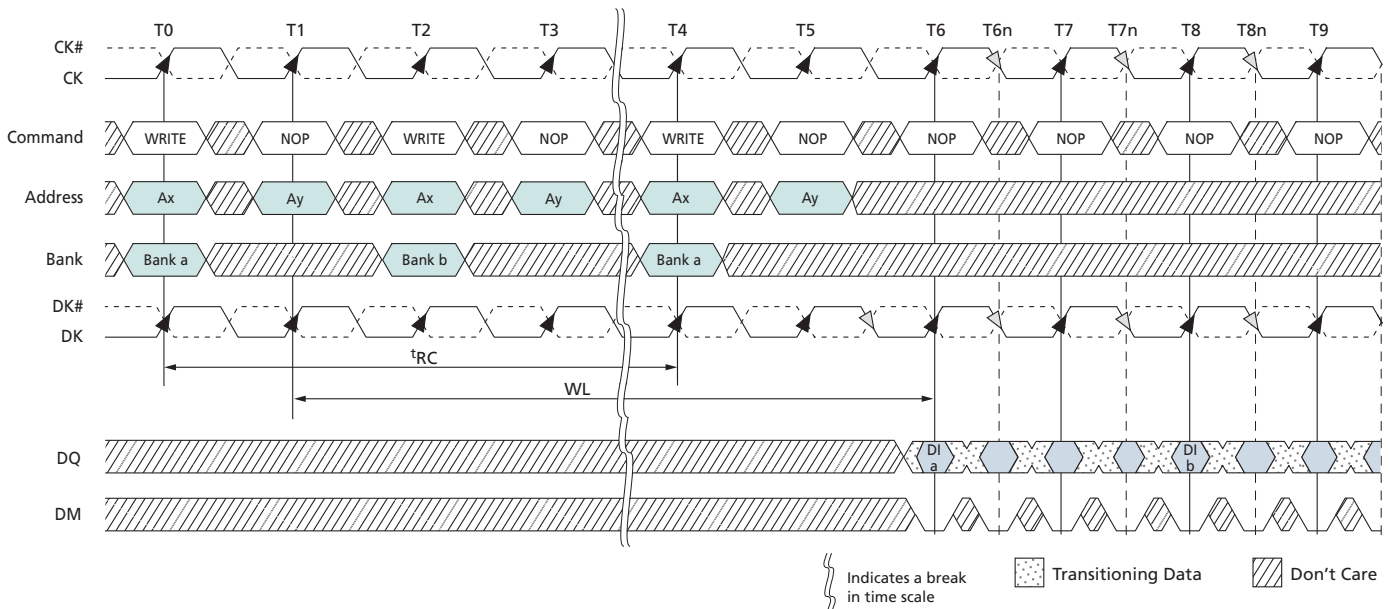 T0 T1 T2 T3 T4 T5 T6 T6n T7 T7n T8 T8n T9
CK#
CK
Command WRITE NOP WRITE NOP WRITE NOP NOP NOP NOP NOP
Address Ax Ay Ax Ay Ax Ay
Bank Bank a Bank b Bank a
DK#
DK
tRC
WL
DQ DI a DI b
DM
Indicates a break
in time scale
Transitioning Data
Don't Care